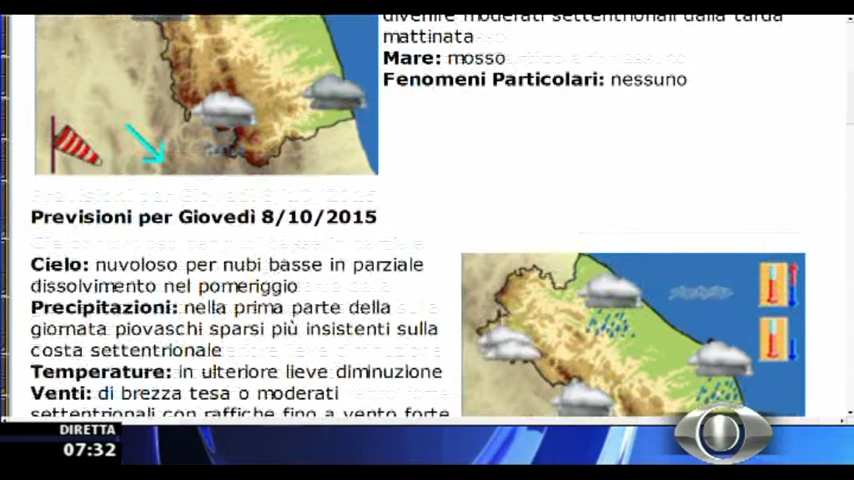 divenire moderati settentrionali dalla tarda
mattinata
Mare: mosso
Fenomeni Particolari: nessuno
Previsioni per Giovedì 8/10/2015
Cielo: nuvoloso per nubi basse in parziale
dissolvimento nel pomeriggio
Precipitazioni: nella prima parte della
giornata piovaschi sparsi più insistenti sulla
costa settentrionale
Temperature: in ulteriore lieve diminuzione
Venti: di brezza tesa o moderati
settentrionali con raffiche fino a vento forte
DIRETTA
07:32